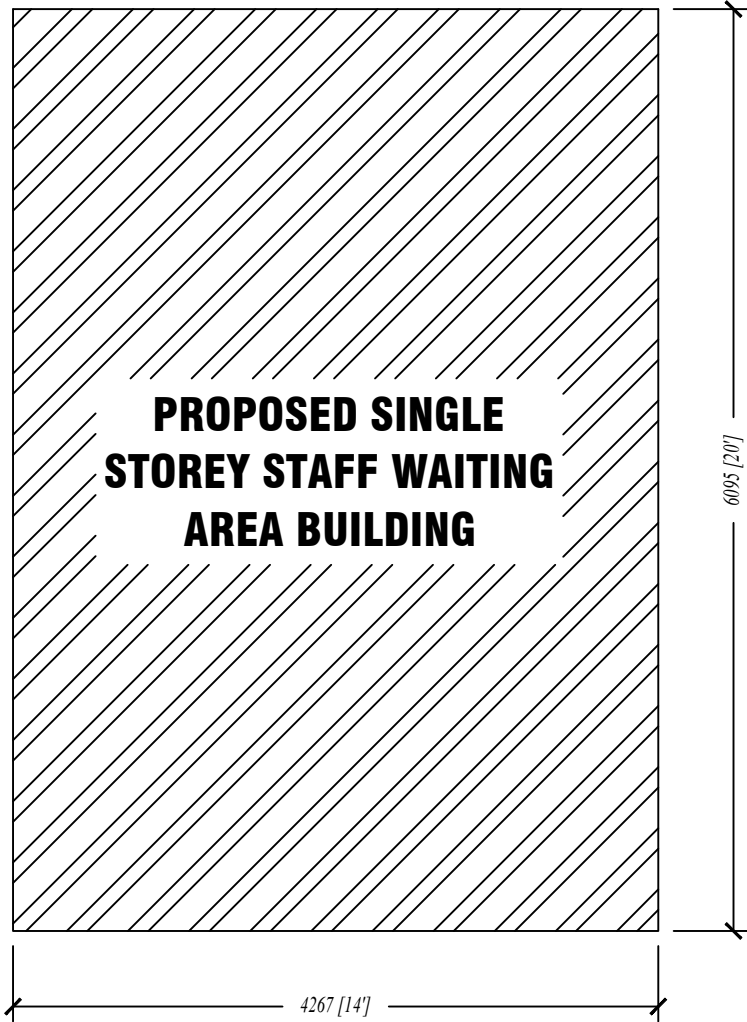 PROPOSED SINGLE
STOREY STAFF WAITING
AREA BUILDING
6095 [20']
4267 [14']